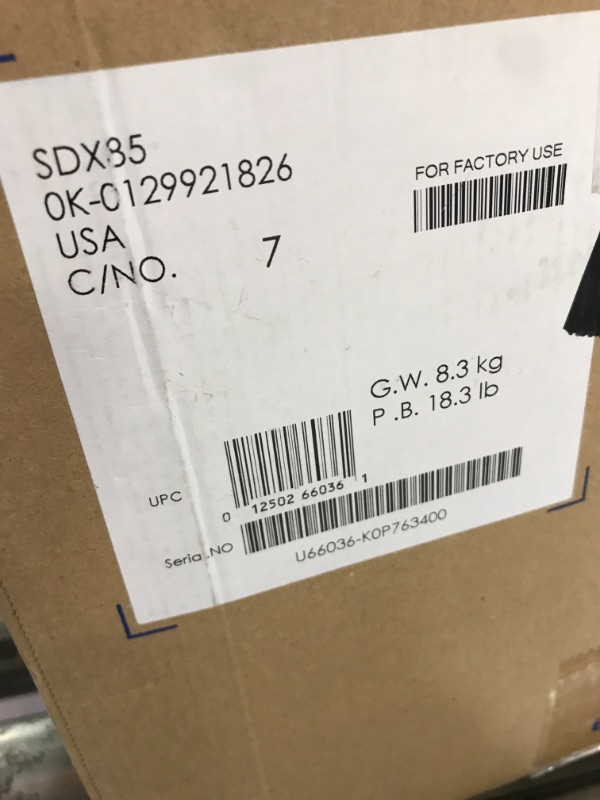 SDX85
0K-C129921826
USA
C/NO. 7
FOR FACTORY USE
G.W. 8.3 kg
P.B. 18.3 lb
UPC
0 12502 66036 1
Serial.NO
U66036-K0P763400